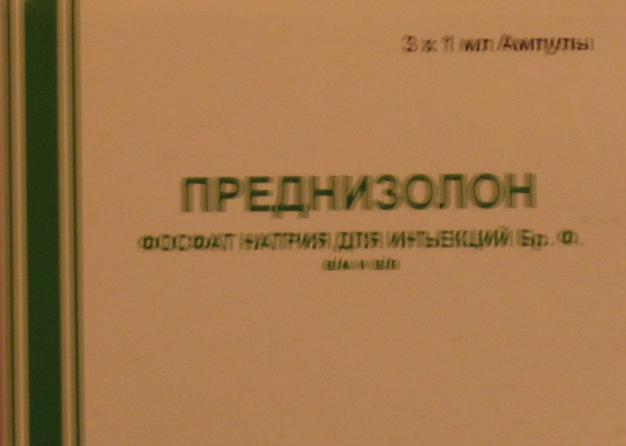 3 x 1 мл Ампулы
ПРЕДНИЗОЛОН
ФОСФАТ НАТРИЯ ДЛЯ ИНЪЕКЦИЙ Бр. Ф.
в/м и в/в